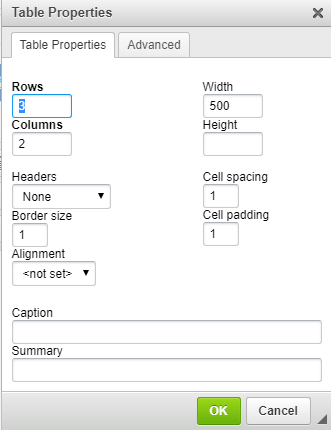 Table Properties
Table Properties Advanced
Rows Width
3 500
Columns Height
2
Headers Cell spacing
None 1
Border size Cell padding
1 1
Alignment
<not set>
Caption
Summary
OK Cancel